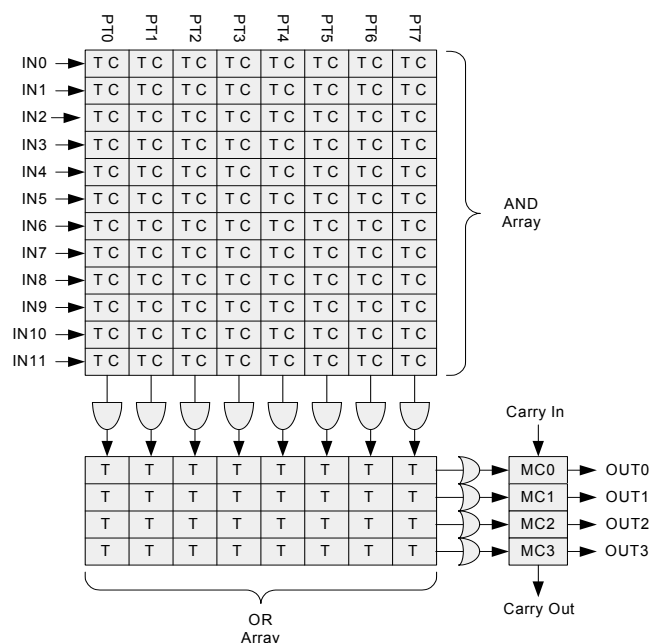 PT0 PT1 PT2 PT3 PT4 PT5 PT6 PT7
IN0 T C T C T C T C T C T C T C T C
IN1 T C T C T C T C T C T C T C T C
IN2 T C T C T C T C T C T C T C T C
IN3 T C T C T C T C T C T C T C T C
IN4 T C T C T C T C T C T C T C T C
IN5 T C T C T C T C T C T C T C T C
AND
Array
IN6 T C T C T C T C T C T C T C T C
IN7 T C T C T C T C T C T C T C T C
IN8 T C T C T C T C T C T C T C T C
IN9 T C T C T C T C T C T C T C T C
IN10 T C T C T C T C T C T C T C T C
IN11 T C T C T C T C T C T C T C T C
Carry In
T T T T T T T T MC0 OUT0
T T T T T T T T MC1 OUT1
T T T T T T T T MC2 OUT2
T T T T T T T T MC3 OUT3
Carry Out
OR
Array